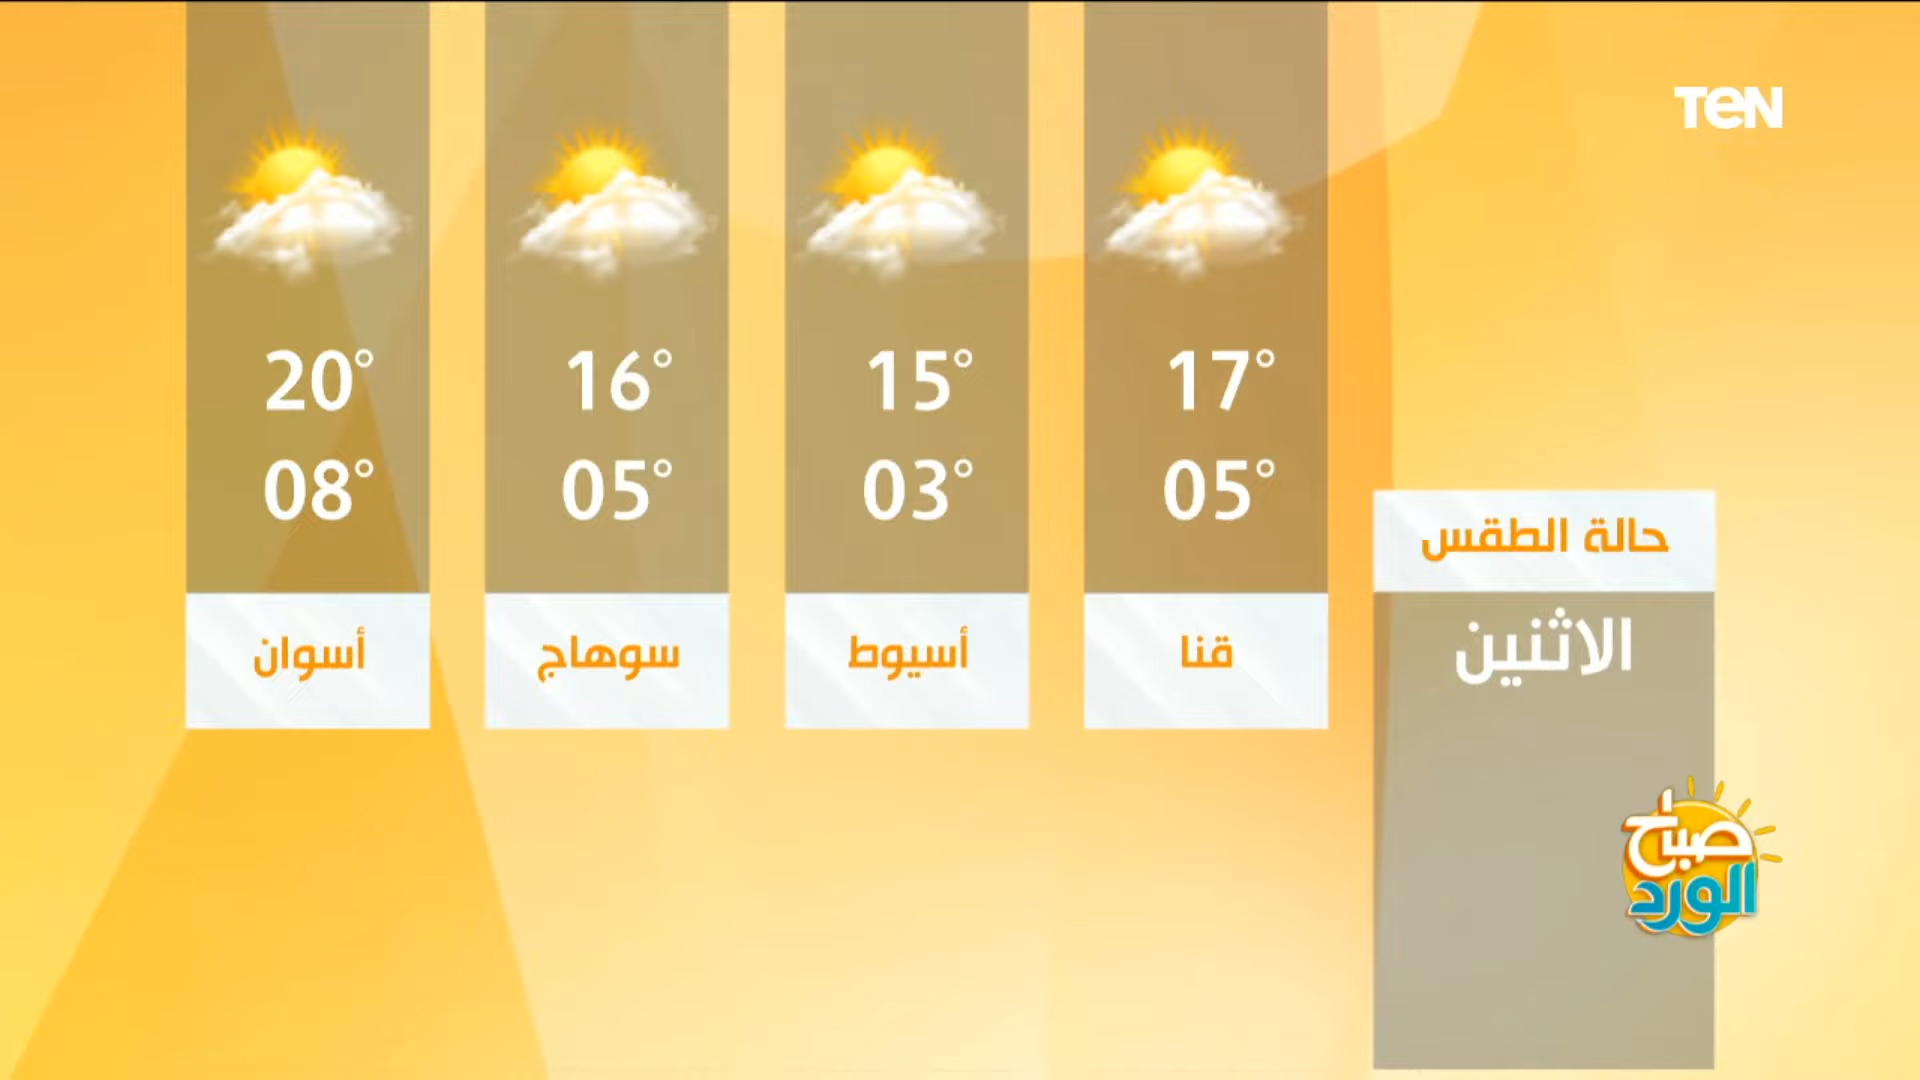 TEN
حالة الطقس
الاثنين
17° 15° 16° 20°
05° 03° 05° 08°
قنا أسيوط سوهاج أسوان
صباح
الورد